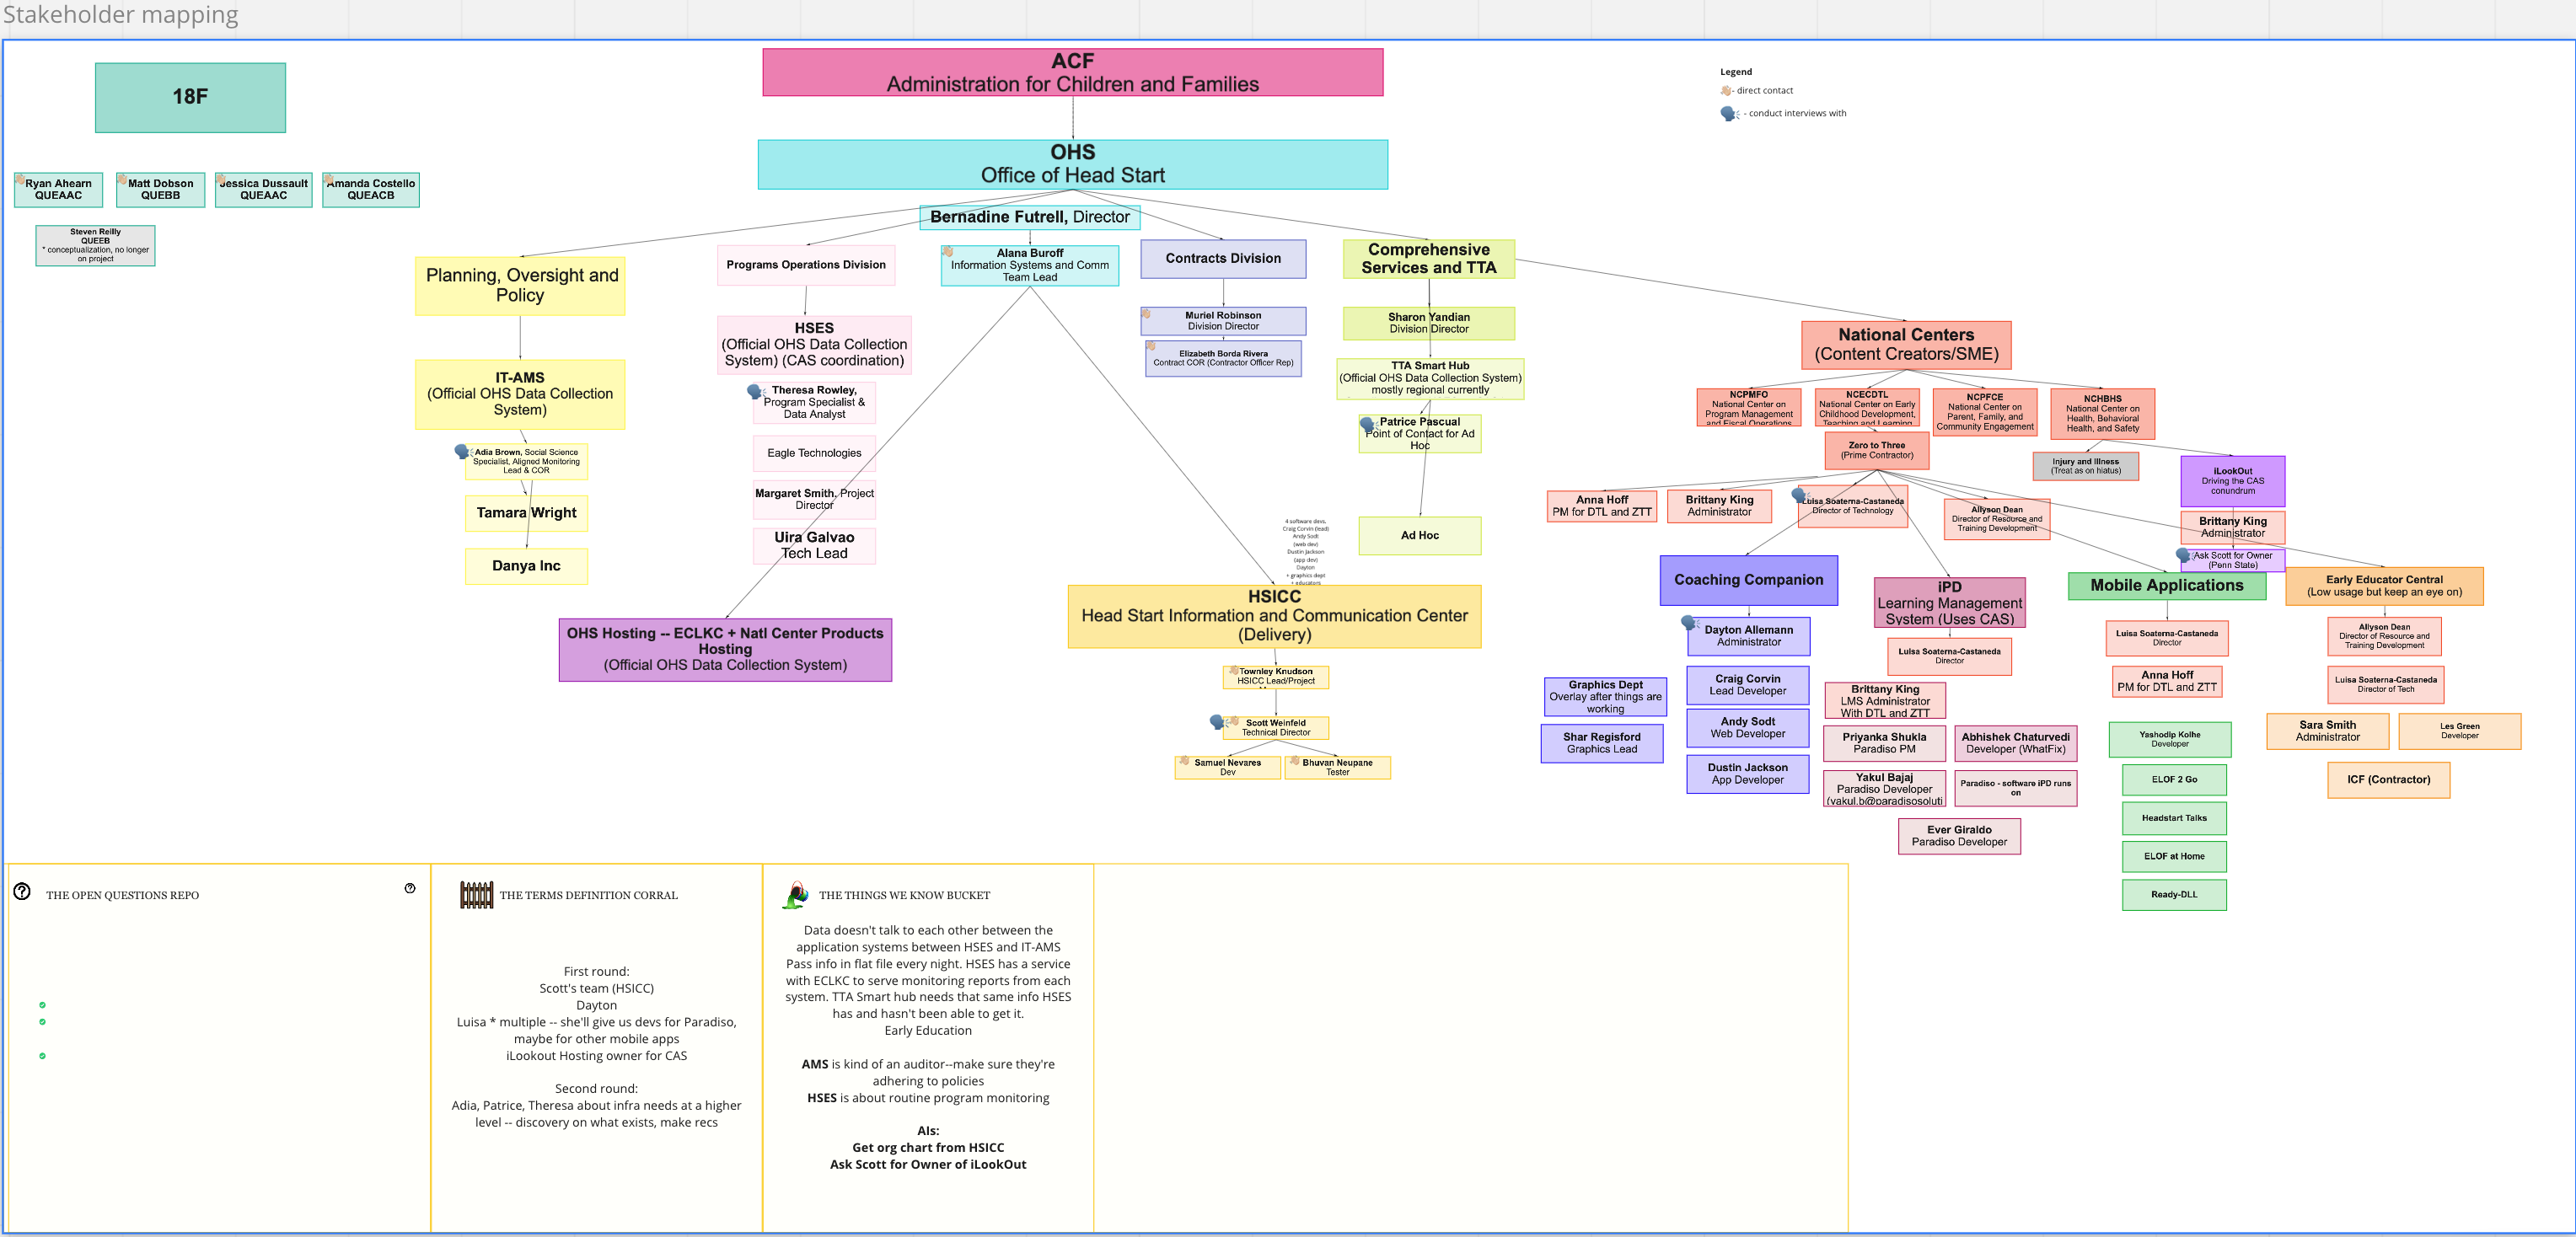 Stakeholder mapping
18F
Ryan Ahearn
QUEAAC
Matt Dobson
QUEBB
Jessica Dussault
QUEAAC
Amanda Costello
QUEACB
Steven Reilly
QUEEB
* conceptualization, no longer
on project
ACF
Administration for Children and Families
Legend
- direct contact
- conduct interviews with
OHS
Office of Head Start
Bernadine Futrell, Director
Planning, Oversight and
Policy
IT-AMS
(Official OHS Data Collection
System)
Adia Brown, Social Science
Specialist, Aligned Monitoring
Lead & COR
Tamara Wright
Danya Inc
Programs Operations Division
HSES
(Official OHS Data Collection
System) (CAS coordination)
Theresa Rowley,
Program Specialist &
Data Analyst
Eagle Technologies
Margaret Smith, Project
Director
Uira Galvao
Tech Lead
Alana Buroff
Information Systems and Comm
Team Lead
OHS Hosting -- ECLKC + Natl Center Products
Hosting
(Official OHS Data Collection System)
Contracts Division
Muriel Robinson
Division Director
Elizabeth Borda Rivera
Contract COR (Contractor Officer Rep)
4 software devs,
Craig Corvin (lead)
Andy Sodt
(web dev)
Dustin Jackson
(app dev)
Dayton
+ graphics dept
+ educators
HSICC
Head Start Information and Communication Center
(Delivery)
Townley Knudson
HSICC Lead/Project
Scott Weinfeld
Technical Director
Samuel Nevares
Dev
Bhuvan Neupane
Tester
Comprehensive
Services and TTA
Sharon Yandian
Division Director
TTA Smart Hub
(Official OHS Data Collection System)
mostly regional currently
Patrice Pascual
Point of Contact for Ad
Hoc
Ad Hoc
National Centers
(Content Creators/SME)
NCPMFO
National Center on
Program Management
and Fiscal Operations
NCECDTL
National Center on Early
Childhood Development,
Teaching and Learning
NCPFCE
National Center on
Parent, Family, and
Community Engagement
NCHBHS
National Center on
Health, Behavioral
Health, and Safety
Zero to Three
(Prime Contractor)
Injury and Illness
(Treat as on hiatus)
iLookOut
Driving the CAS
conundrum
Brittany King
Administrator
Ask Scott for Owner
(Penn State)
Anna Hoff
PM for DTL and ZTT
Brittany King
Administrator
Luisa Soaterna-Castaneda
Director of Technology
Allyson Dean
Director of Resource and
Training Development
Coaching Companion
Dayton Allemann
Administrator
Craig Corvin
Lead Developer
Andy Sodt
Web Developer
Dustin Jackson
App Developer
Graphics Dept
Overlay after things are
working
Shar Regisford
Graphics Lead
iPD
Learning Management
System (Uses CAS)
Luisa Soaterna-Castaneda
Director
Brittany King
LMS Administrator
With DTL and ZTT
Priyanka Shukla
Paradiso PM
Abhishek Chaturvedi
Developer (WhatFix)
Yakul Bajaj
Paradiso Developer
(yakul.b@paradisosoluti
Paradiso - software iPD runs
on
Ever Giraldo
Paradiso Developer
Mobile Applications
Luisa Soaterna-Castaneda
Director
Anna Hoff
PM for DTL and ZTT
Yashodip Kolhe
Developer
ELOF 2 Go
Headstart Talks
ELOF at Home
Ready-DLL
Early Educator Central
(Low usage but keep an eye on)
Allyson Dean
Director of Resource and
Training Development
Luisa Soaterna-Castaneda
Director of Tech
Sara Smith
Administrator
Les Green
Developer
ICF (Contractor)
THE OPEN QUESTIONS REPO
THE TERMS DEFINITION CORRAL
First round:
Scott's team (HSICC)
Dayton
Luisa * multiple -- she'll give us devs for Paradiso,
maybe for other mobile apps
iLookout Hosting owner for CAS
Second round:
Adia, Patrice, Theresa about infra needs at a higher
level -- discovery on what exists, make recs
THE THINGS WE KNOW BUCKET
Data doesn't talk to each other between the
application systems between HSES and IT-AMS
Pass info in flat file every night. HSES has a service
with ECLKC to serve monitoring reports from each
system. TTA Smart hub needs that same info HSES
has and hasn't been able to get it.
Early Education
AMS is kind of an auditor--make sure they're
adhering to policies
HSES is about routine program monitoring
AIs:
Get org chart from HSICC
Ask Scott for Owner of iLookOut